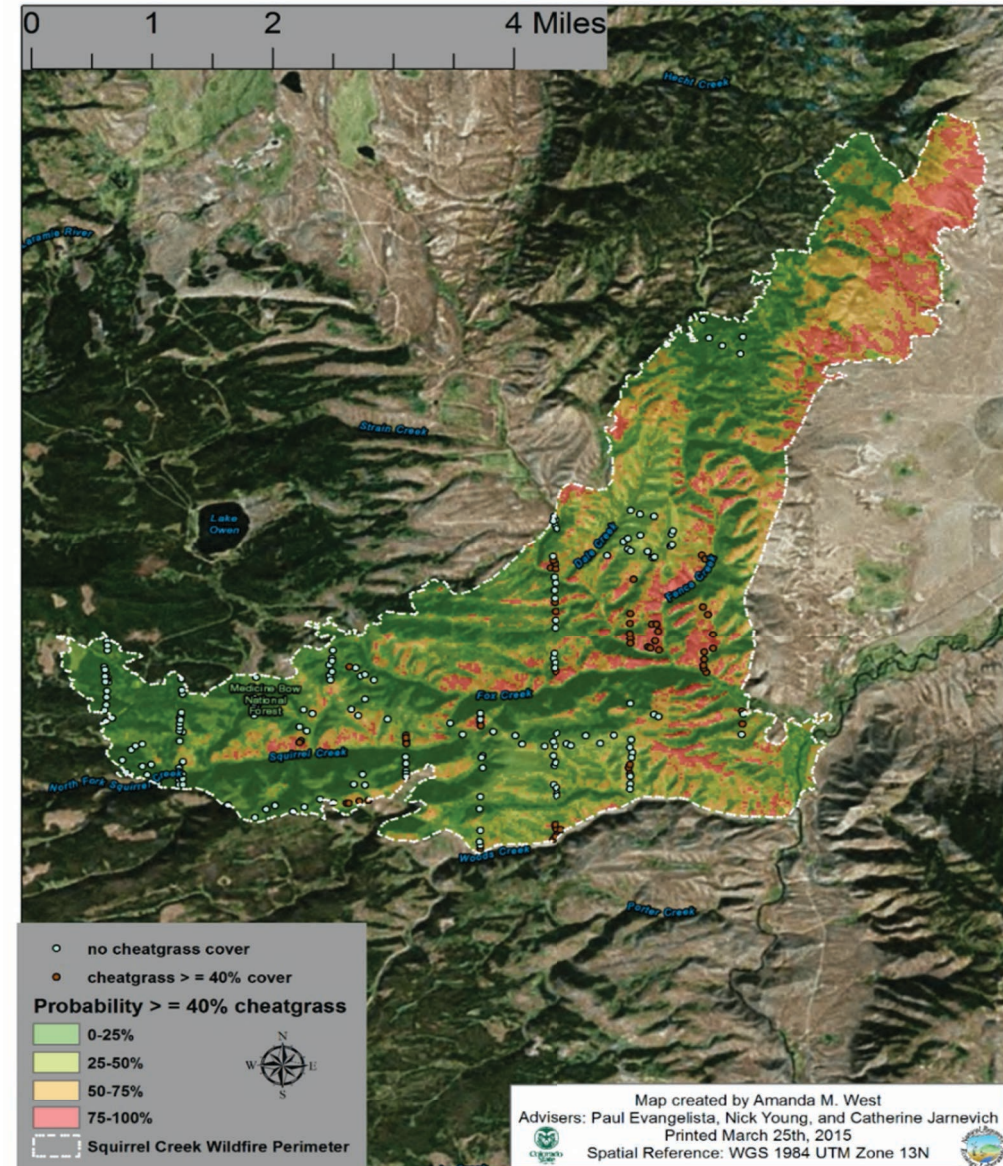 0 1 2 4 Miles
Hecht Creek
Laramie River
Strain Creek
Lake
Owen
Dale Creek
Fence Creek
Medicine Bow
National
Forest
Fox Creek
Squirrel Creek
North Fork Squirrel Creek
Woods Creek
Porter Creek
no cheatgrass cover
cheatgrass > = 40% cover
Probability > = 40% cheatgrass
0-25%
25-50%
50-75%
75-100%
N
W E
S
Squirrel Creek Wildfire Perimeter
Map created by Amanda M. West
Advisers: Paul Evangelista, Nick Young, and Catherine Jarnevich
Printed March 25th, 2015
Spatial Reference: WGS 1984 UTM Zone 13N
Colorado
State